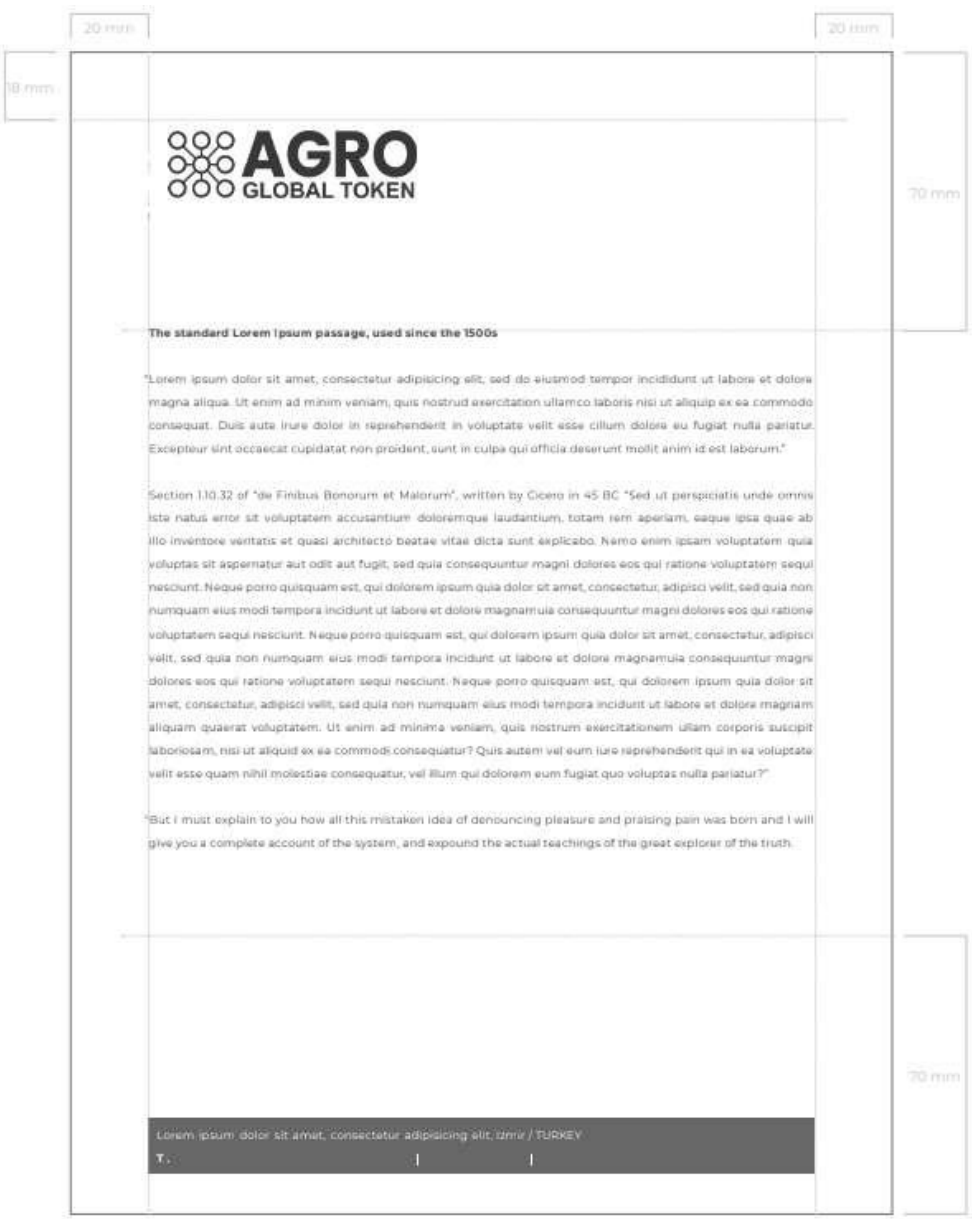 20 mm
20 mm
18 mm
AGRO
GLOBAL TOKEN
70 mm
The standard Lorem Ipsum passage, used since the 1500s
"Lorem ipsum dolor sit amet, consectetur adipisicing elit, sed do eiusmod tempor incididunt ut labore et dolore
magna aliqua. Ut enim ad minim veniam, quis nostrud exercitation ullamco laboris nisi ut aliquip ex ea commodo
consequat. Duis aute irure dolor in reprehenderit in voluptate velit esse cillum dolore eu fugiat nulla pariatur.
Excepteur sint occaecat cupidatat non proident, sunt in culpa qui officia deserunt mollit anim id est laborum."
Section 1.10.32 of "de Finibus Bonorum et Malorum", written by Cicero in 45 BC "Sed ut perspiciatis unde omnis
iste natus error sit voluptatem accusantium doloremque laudantium, totam rem aperiam, eaque ipsa quae ab
illo inventore veritatis et quasi architecto beatae vitae dicta sunt explicabo. Nemo enim ipsam voluptatem quia
voluptas sit aspernatur aut odit aut fugit, sed quia consequuntur magni dolores eos qui ratione voluptatem sequi
nesciunt. Neque porro quisquam est, qui dolorem ipsum quia dolor sit amet, consectetur, adipisci velit, sed quia non
numquam eius modi tempora incidunt ut labore et dolore magnamuia consequuntur magni dolores eos qui ratione
voluptatem sequi nesciunt. Neque porro quisquam est, qui dolorem ipsum quia dolor sit amet, consectetur, adipisci
velit, sed quia non numquam eius modi tempora incidunt ut labore et dolore magnamuia consequuntur magni
dolores eos qui ratione voluptatem sequi nesciunt. Neque porro quisquam est, qui dolorem ipsum quia dolor sit
amet, consectetur, adipisci velit, sed quia non numquam eius modi tempora incidunt ut labore et dolore magnam
aliquam quaerat voluptatem. Ut enim ad minima veniam, quis nostrum exercitationem ullam corporis suscipit
laboriosam, nisi ut aliquid ex ea commodi consequatur? Quis autem vel eum iure reprehenderit qui in ea voluptate
velit esse quam nihil molestiae consequatur, vel illum qui dolorem eum fugiat quo voluptas nulla pariatur?"
"But I must explain to you how all this mistaken idea of denouncing pleasure and praising pain was born and I will
give you a complete account of the system, and expound the actual teachings of the great explorer of the truth.
70 mm
Lorem ipsum dolor sit amet, consectetur adipisicing elit, Izmir / TURKEY
T . | |